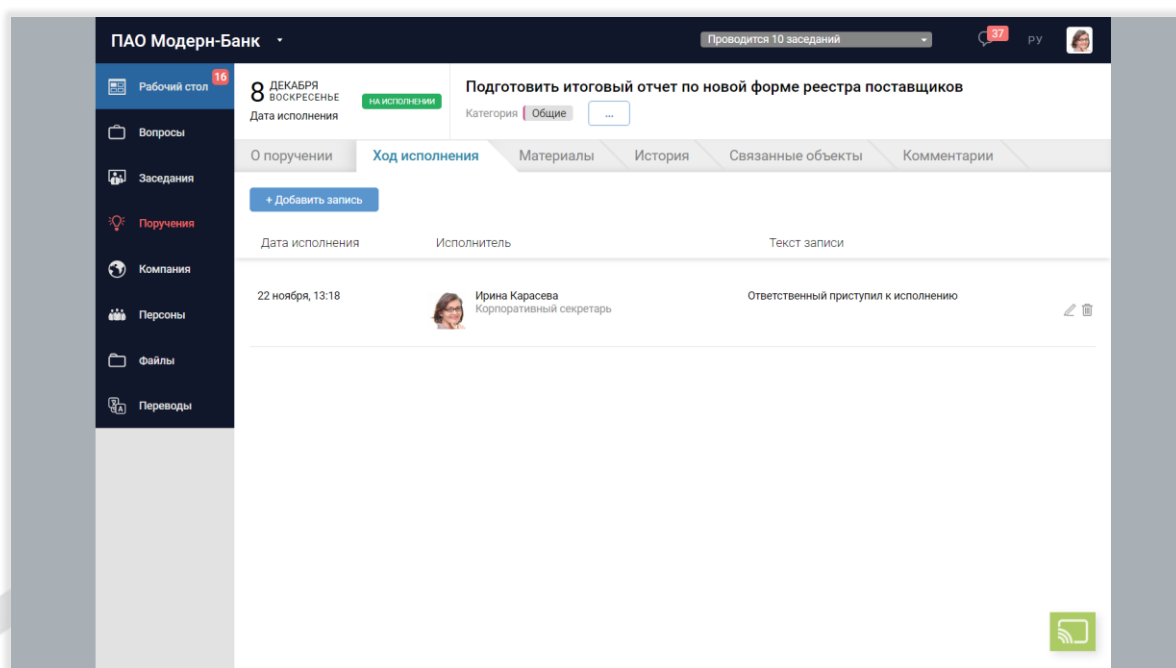 ПАО Модерн-Банк
Проводится 10 заседаний
37
РУ
Рабочий стол
16
Вопросы
Заседания
Поручения
Компания
Персоны
Файлы
Переводы
8 ДЕКАБРЯ
ВОСКРЕСЕНЬЕ
Дата исполнения
НА ИСПОЛНЕНИИ
Подготовить итоговый отчет по новой форме реестра поставщиков
Категория Общие ...
О поручении Ход исполнения Материалы История Связанные объекты Комментарии
+ Добавить запись
Дата исполнения Исполнитель Текст записи
22 ноября, 13:18 Ирина Карасева Ответственный приступил к исполнению
Корпоративный секретарь